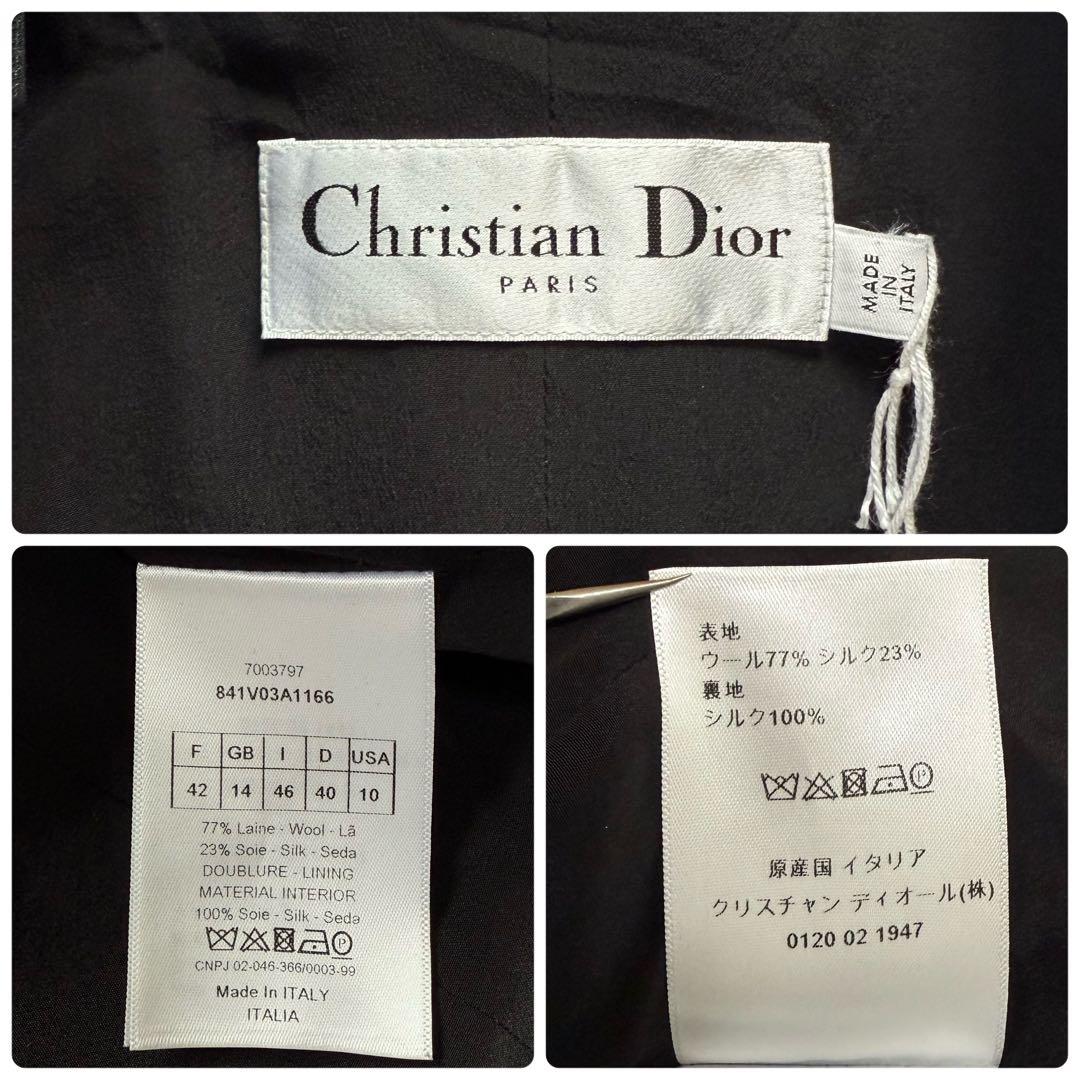 Christian Dior
PARIS
MADE
IN
ITALY
7003797
841V03A1166
F GB I D USA
42 14 46 40 10
77% Laine - Wool - Lã
23% Soie - Silk - Seda
DOUBLURE - LINING
MATERIAL INTERIOR
100% Soie - Silk - Seda
P
CNPJ 02-046-366/0003-99
Made In ITALY
ITALIA
表地
ウール77% シルク23%
裏地
シルク100%
P
原産国 イタリア
クリスチャン ディオール(株)
0120 02 1947